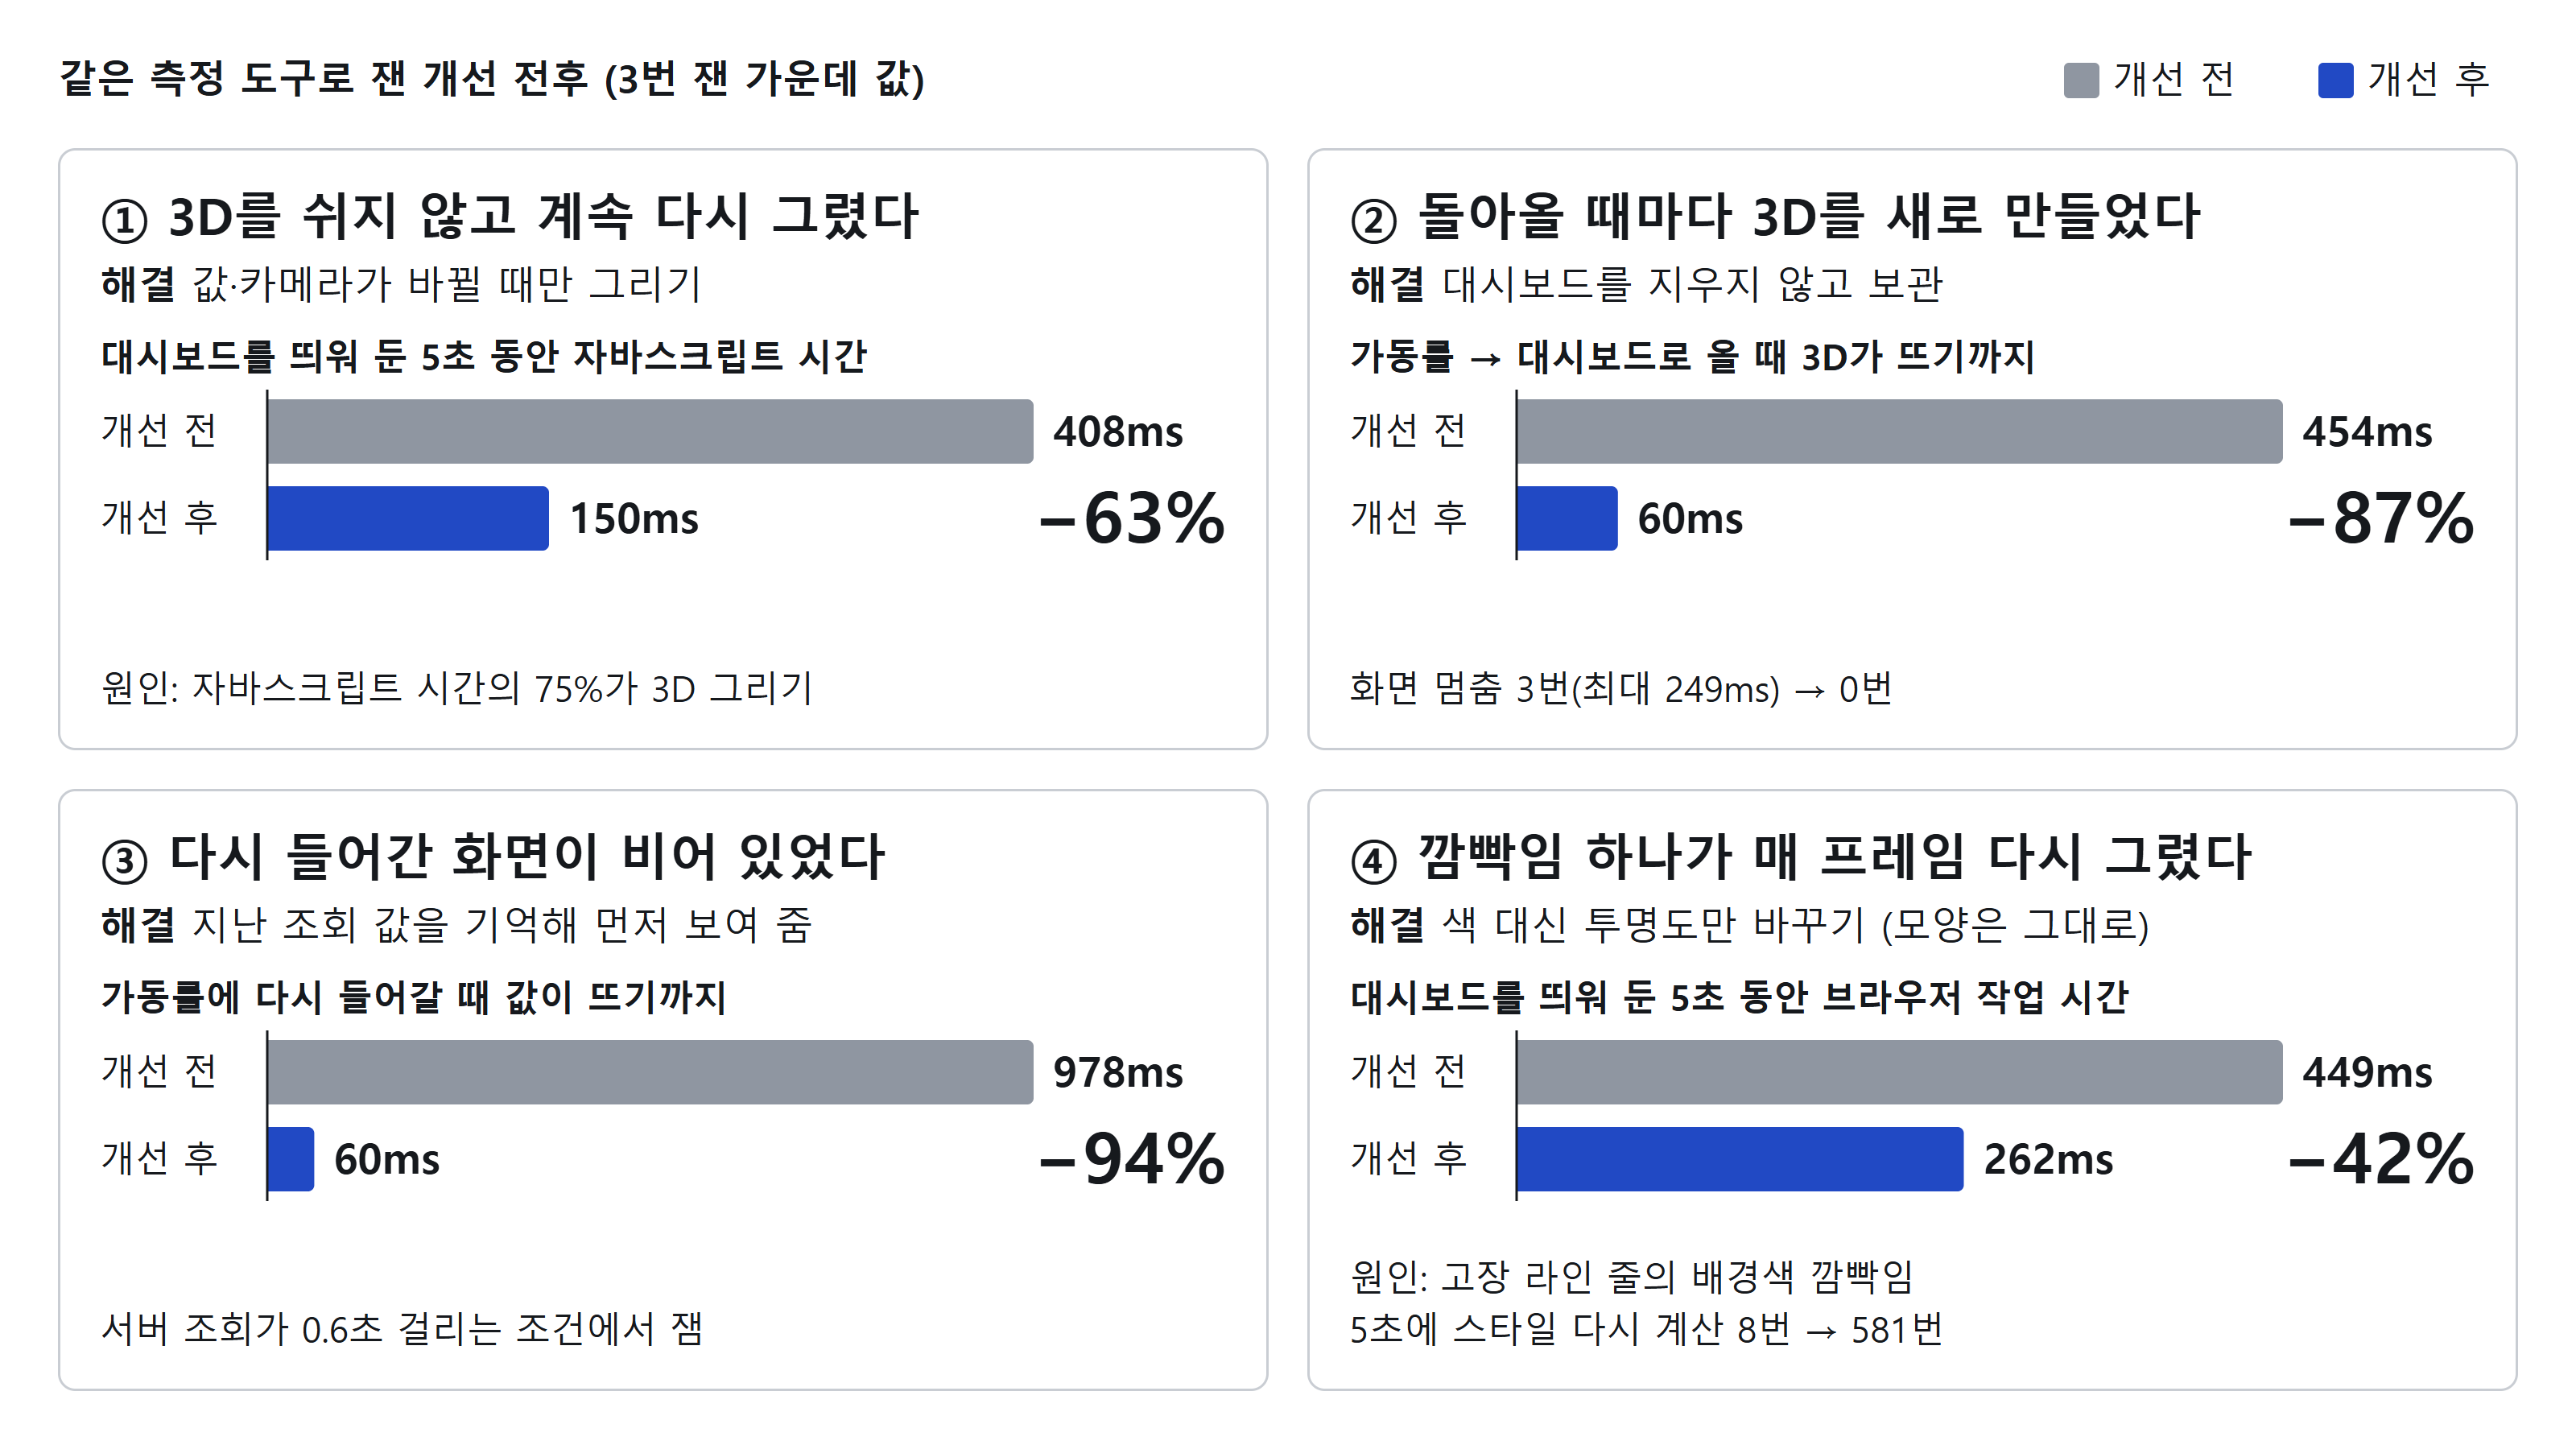 같은 측정 도구로 잰 개선 전후 (3번 잰 가운데 값)
개선 전
개선 후
① 3D를 쉬지 않고 계속 다시 그렸다
해결 값·카메라가 바뀔 때만 그리기
대시보드를 띄워 둔 5초 동안 자바스크립트 시간
개선 전 408ms
개선 후 150ms −63%
원인: 자바스크립트 시간의 75%가 3D 그리기
② 돌아올 때마다 3D를 새로 만들었다
해결 대시보드를 지우지 않고 보관
가동률 → 대시보드로 올 때 3D가 뜨기까지
개선 전 454ms
개선 후 60ms −87%
화면 멈춤 3번(최대 249ms) → 0번
③ 다시 들어간 화면이 비어 있었다
해결 지난 조회 값을 기억해 먼저 보여 줌
가동률에 다시 들어갈 때 값이 뜨기까지
개선 전 978ms
개선 후 60ms −94%
서버 조회가 0.6초 걸리는 조건에서 잼
④ 깜빡임 하나가 매 프레임 다시 그렸다
해결 색 대신 투명도만 바꾸기 (모양은 그대로)
대시보드를 띄워 둔 5초 동안 브라우저 작업 시간
개선 전 449ms
개선 후 262ms −42%
원인: 고장 라인 줄의 배경색 깜빡임
5초에 스타일 다시 계산 8번 → 581번